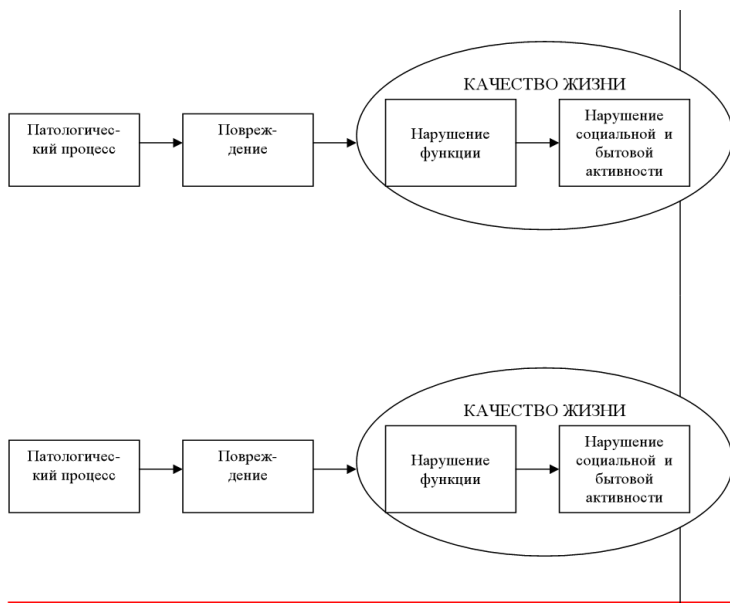 КАЧЕСТВО ЖИЗНИ
Патологичес-
кий процесс
Повреж-
дение
Нарушение
функции
Нарушение
социальной и
бытовой
активности
КАЧЕСТВО ЖИЗНИ
Патологичес-
кий процесс
Повреж-
дение
Нарушение
функции
Нарушение
социальной и
бытовой
активности